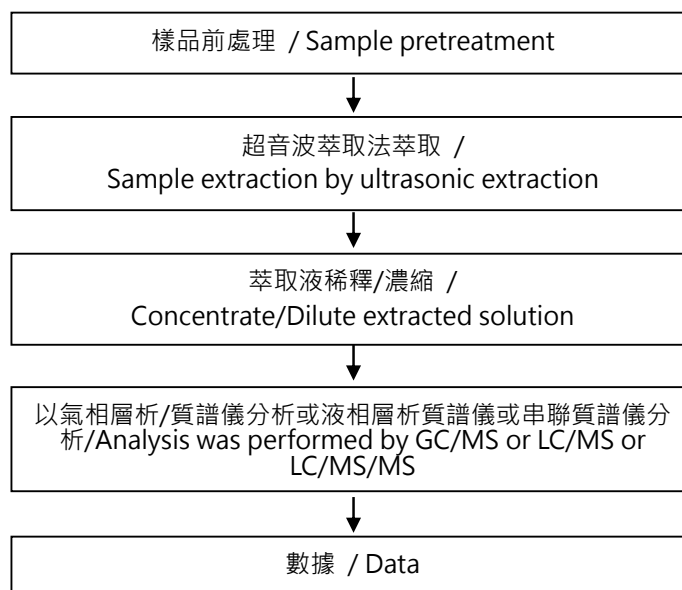 樣品前處理 / Sample pretreatment
超音波萃取法萃取 /
Sample extraction by ultrasonic extraction
萃取液稀釋/濃縮 /
Concentrate/Dilute extracted solution
以氣相層析/質譜儀分析或液相層析質譜儀或串聯質譜儀分
析/Analysis was performed by GC/MS or LC/MS or
LC/MS/MS
數據 / Data